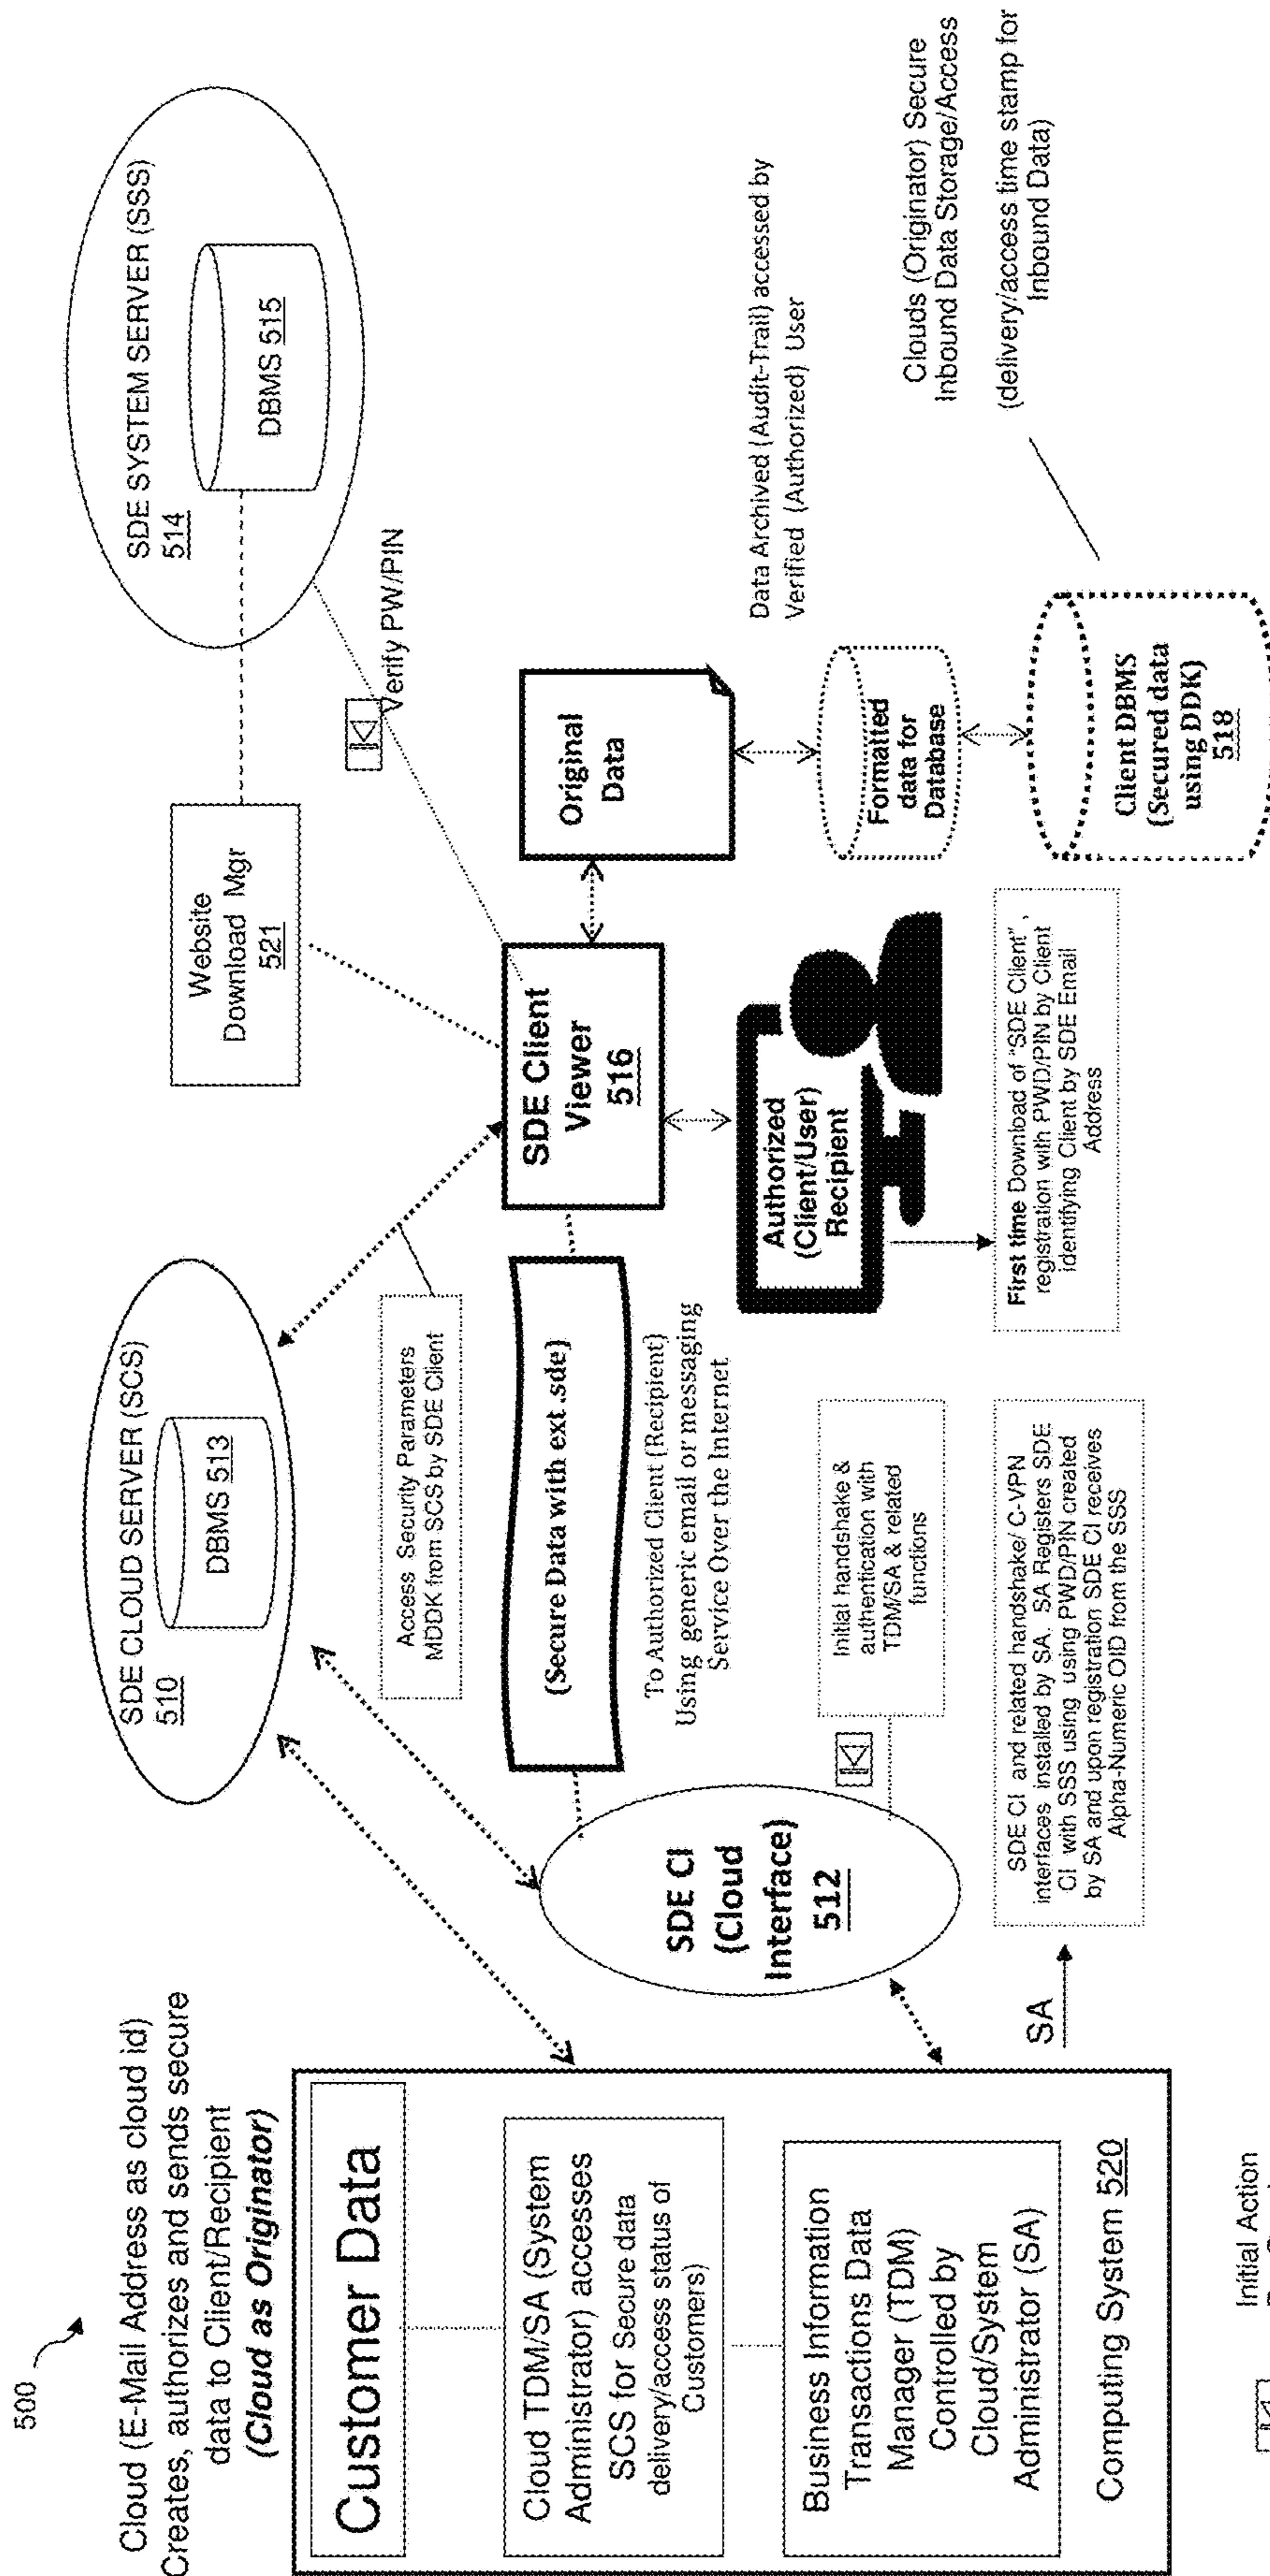 500
Cloud (E-Mail Address as cloud id)
Creates, authorizes and sends secure
data to Client/Recipient
(Cloud as Originator)
Customer Data
Cloud TDM/SA (System
Administrator) accesses
SCS for Secure data
delivery/access status of
Customers)
Business Information
Transactions Data
Manager (TDM)
Controlled by
Cloud/System
Administrator (SA)
Computing System 520
SA
SDE CLOUD SERVER (SCS)
510
DBMS 513
Access Security Parameters
MDDK from SCS by SDE Client
(Secure Data with ext .sde)
To Authorized Client (Recipient)
Using generic email or messaging
Service Over the Internet
SDE CI
(Cloud
Interface)
512
Initial handshake &
authentication with
TDM/SA & related
functions
SDE CI and related handshake/ C-VPN
interfaces installed by SA. SA Registers SDE
CI with SSS using using PWD/PIN created
by SA and upon registration SDE CI receives
Alpha-Numeric OID from the SSS
SDE SYSTEM SERVER (SSS)
514
DBMS 515
Website
Download Mgr
521
Verify PW/PIN
SDE Client
Viewer
516
Original
Data
Authorized
(Client/User)
Recipient
First time Download of "SDE Client",
registration with PWD/PIN by Client
identifying Client by SDE Email
Address
Formatted
data for
Database
Client DBMS
(Secured data
using DDK)
518
Data Archived (Audit-Trail) accessed by
Verified (Authorized) User
Clouds (Originator) Secure
Inbound Data Storage/Access
(delivery/access time stamp for
Inbound Data)
Initial Action